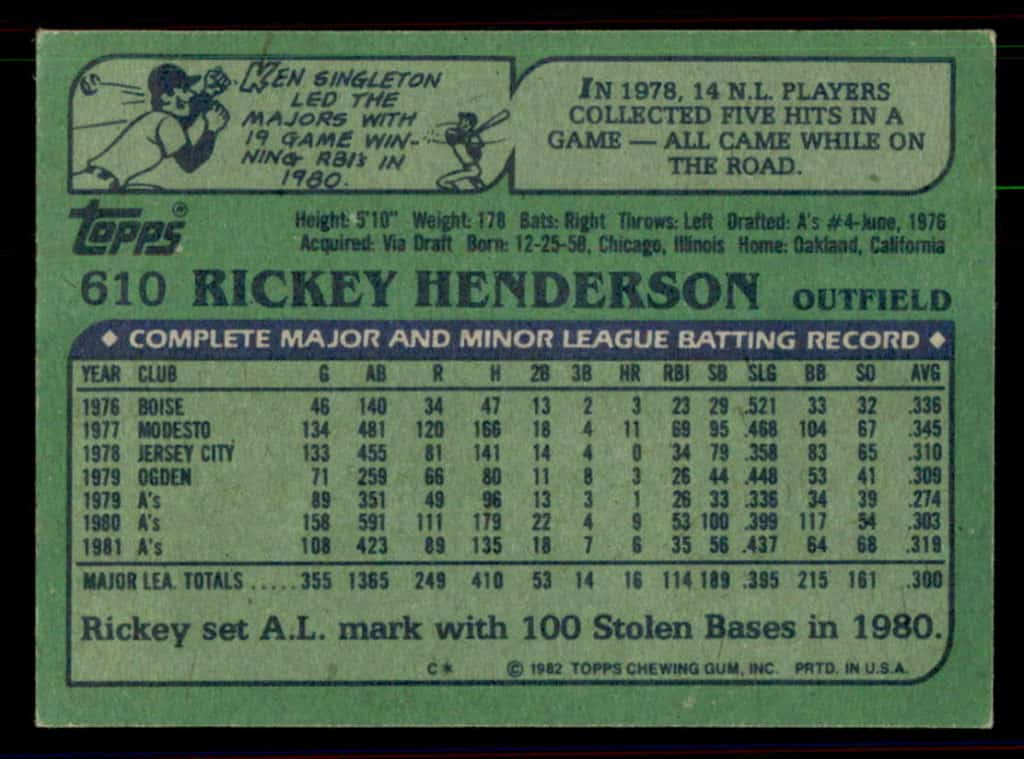 KEN SINGLETON
LED THE
MAJORS WITH
19 GAME WIN-
NING RBI'S IN
1980.
IN 1978, 14 N.L. PLAYERS
COLLECTED FIVE HITS IN A
GAME — ALL CAME WHILE ON
THE ROAD.
Topps®
Height: 5'10" Weight: 178 Bats: Right Throws: Left Drafted: A's #4-June, 1976
Acquired: Via Draft Born: 12-25-58, Chicago, Illinois Home: Oakland, California
610 RICKEY HENDERSON OUTFIELD
◆ COMPLETE MAJOR AND MINOR LEAGUE BATTING RECORD ◆
YEAR CLUB G AB R H 2B 3B HR RBI SB SLG BB SO AVG
1976 BOISE 46 140 34 47 13 2 3 23 29 .521 33 32 .336
1977 MODESTO 134 481 120 166 18 4 11 69 95 .468 104 67 .345
1978 JERSEY CITY 133 455 81 141 14 4 0 34 79 .358 83 65 .310
1979 OGDEN 71 259 66 80 11 8 3 26 44 .448 53 41 .309
1979 A's 89 351 49 96 13 3 1 26 33 .336 34 39 .274
1980 A's 158 591 111 179 22 4 9 53 100 .399 117 54 .303
1981 A's 108 423 89 135 18 7 6 35 56 .437 64 68 .319
MAJOR LEA. TOTALS .....355 1365 249 410 53 14 16 114 189 .395 215 161 .300
Rickey set A.L. mark with 100 Stolen Bases in 1980.
C* © 1982 TOPPS CHEWING GUM, INC. PRTD. IN U.S.A.